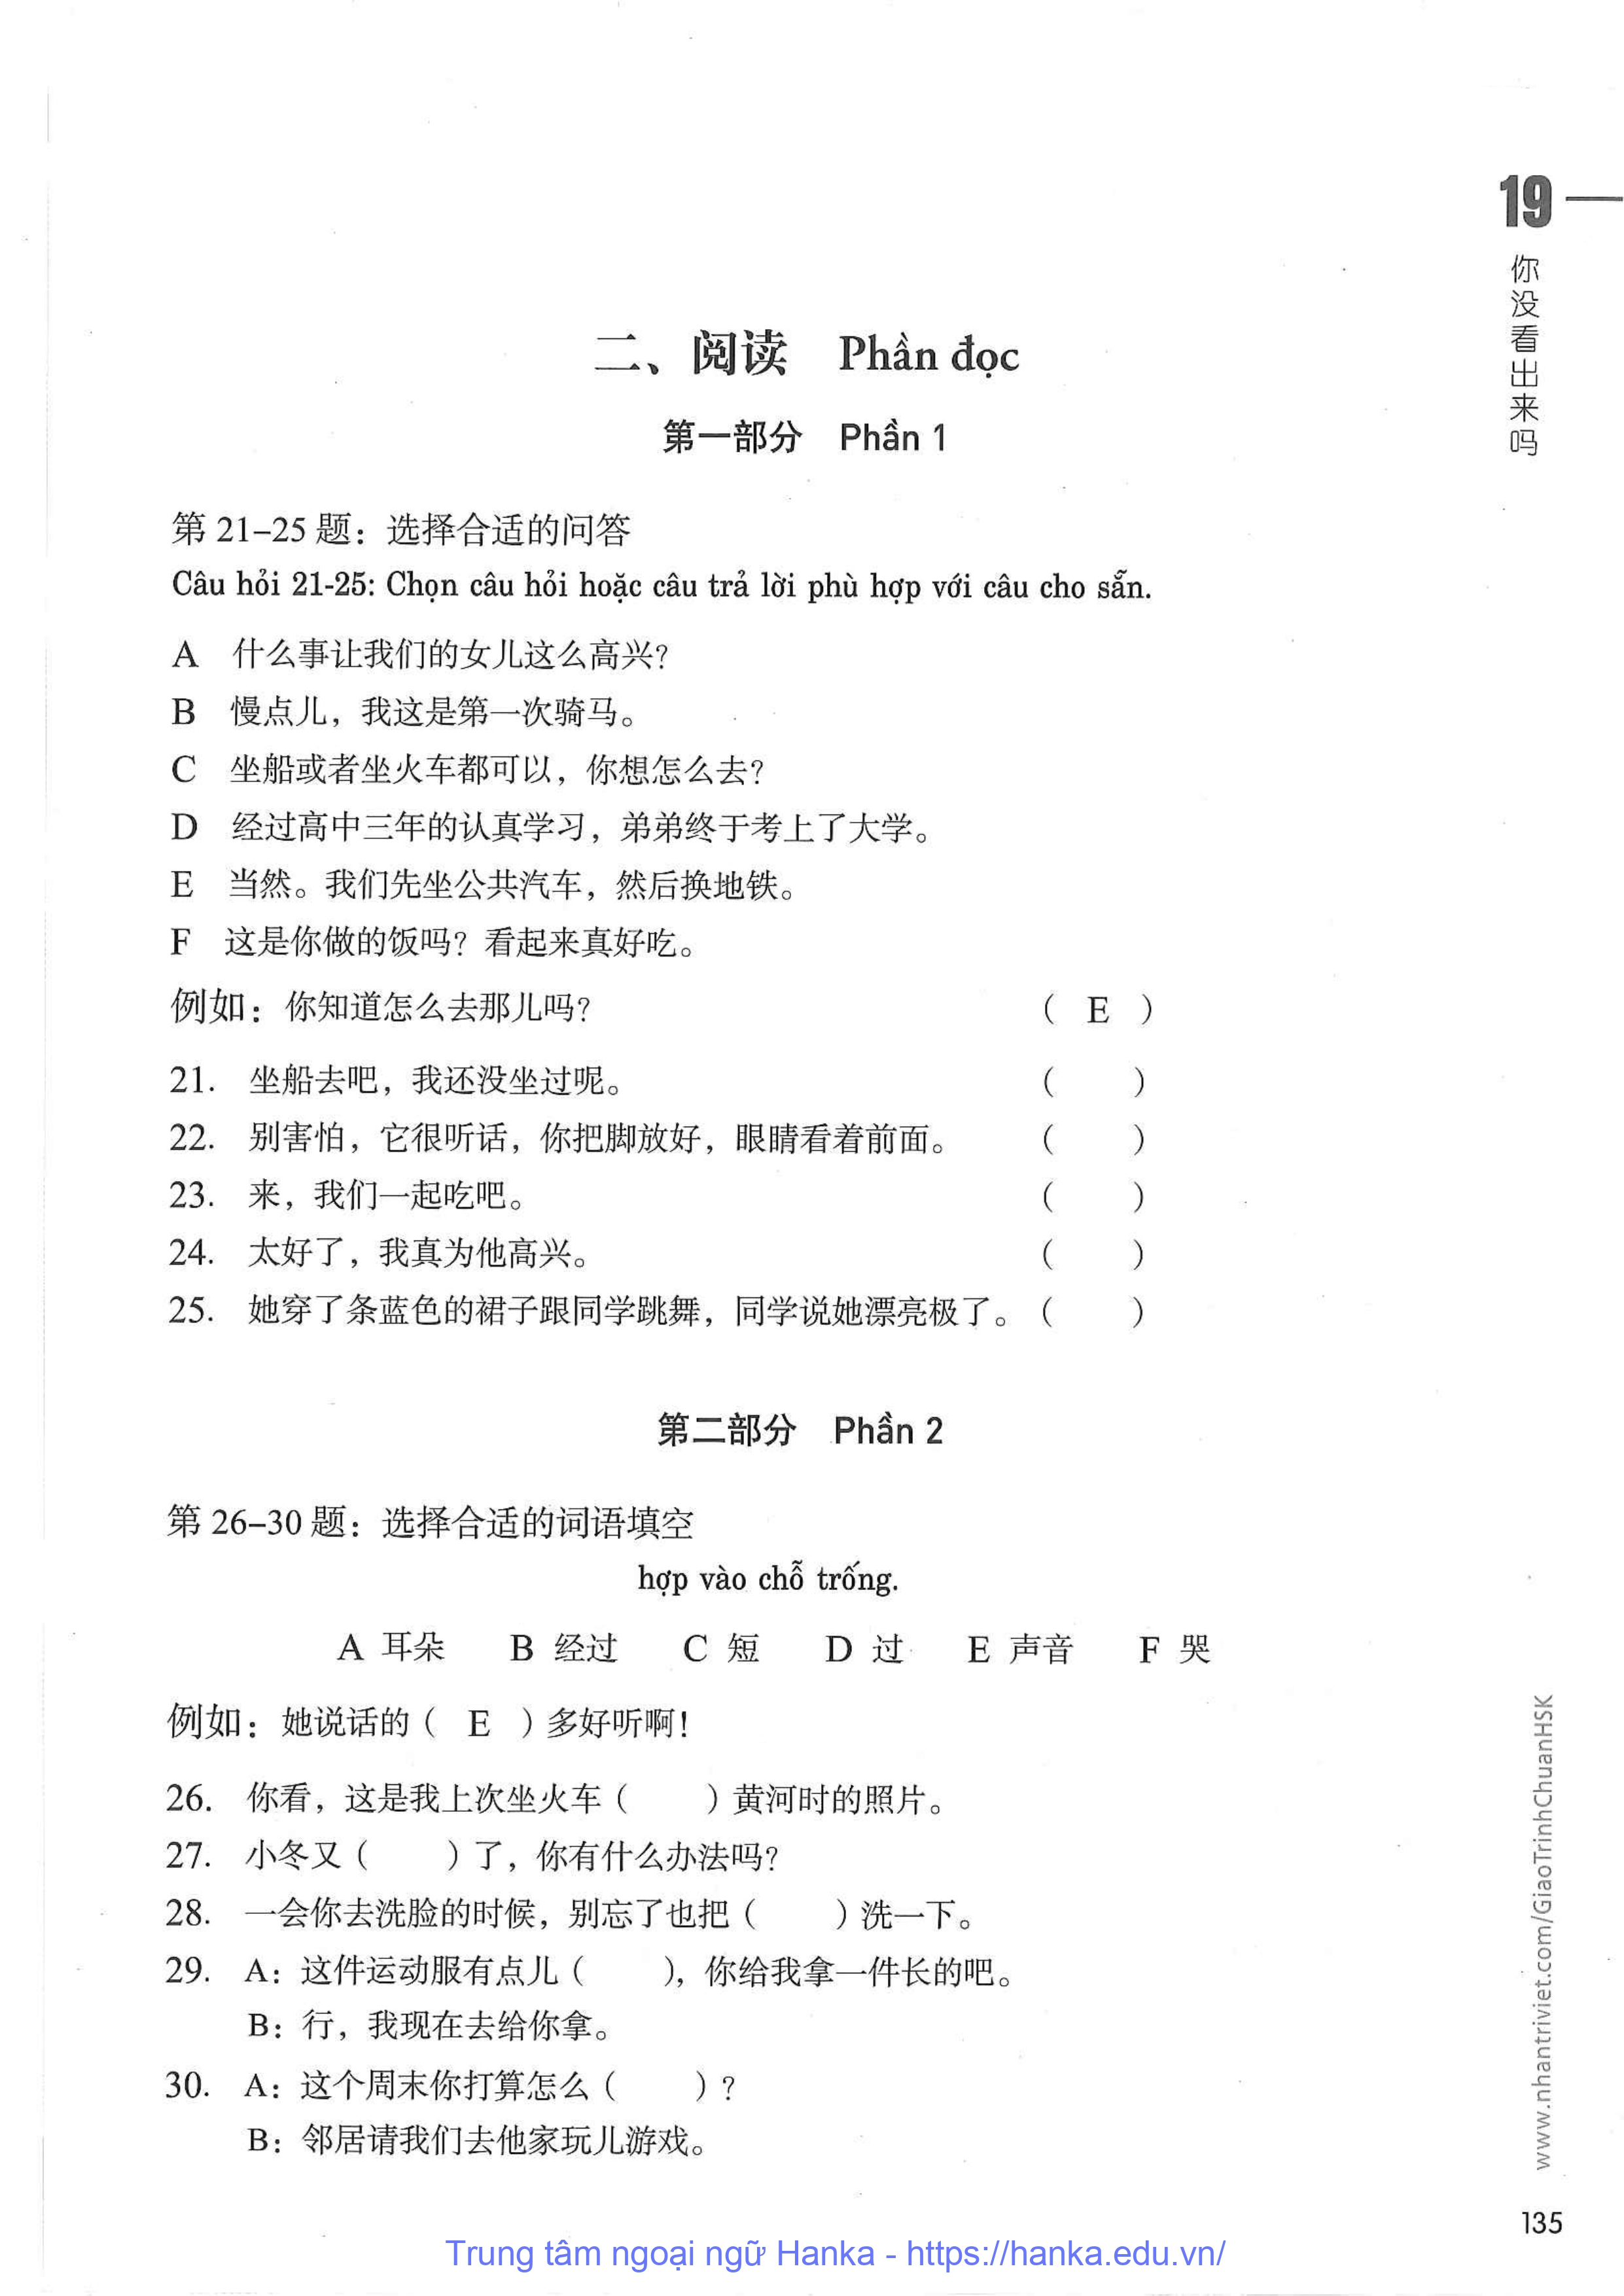 19
你没看出来吗
二、阅读 Phần đọc
第一部分 Phần 1
第 21–25 题：选择合适的问答
Câu hỏi 21-25: Chọn câu hỏi hoặc câu trả lời phù hợp với câu cho sẵn.
A 什么事让我们的女儿这么高兴？
B 慢点儿，我这是第一次骑马。
C 坐船或者坐火车都可以，你想怎么去？
D 经过高中三年的认真学习，弟弟终于考上了大学。
E 当然。我们先坐公共汽车，然后换地铁。
F 这是你做的饭吗？看起来真好吃。
例如：你知道怎么去那儿吗？ （ E ）
21. 坐船去吧，我还没坐过呢。 （ ）
22. 别害怕，它很听话，你把脚放好，眼睛看着前面。 （ ）
23. 来，我们一起吃吧。 （ ）
24. 太好了，我真为他高兴。 （ ）
25. 她穿了条蓝色的裙子跟同学跳舞，同学说她漂亮极了。（ ）
第二部分 Phần 2
第 26–30 题：选择合适的词语填空
hợp vào chỗ trống.
A 耳朵 B 经过 C 短 D 过 E 声音 F 哭
例如：她说话的（ E ）多好听啊！
26. 你看，这是我上次坐火车（ ）黄河时的照片。
27. 小冬又（ ）了，你有什么办法吗？
28. 一会你去洗脸的时候，别忘了也把（ ）洗一下。
29. A：这件运动服有点儿（ ），你给我拿一件长的吧。
B：行，我现在去给你拿。
30. A：这个周末你打算怎么（ ）？
B：邻居请我们去他家玩儿游戏。
www.nhantriviet.com/GiaoTrinhChuanHSK
135
Trung tâm ngoại ngữ Hanka - https://hanka.edu.vn/